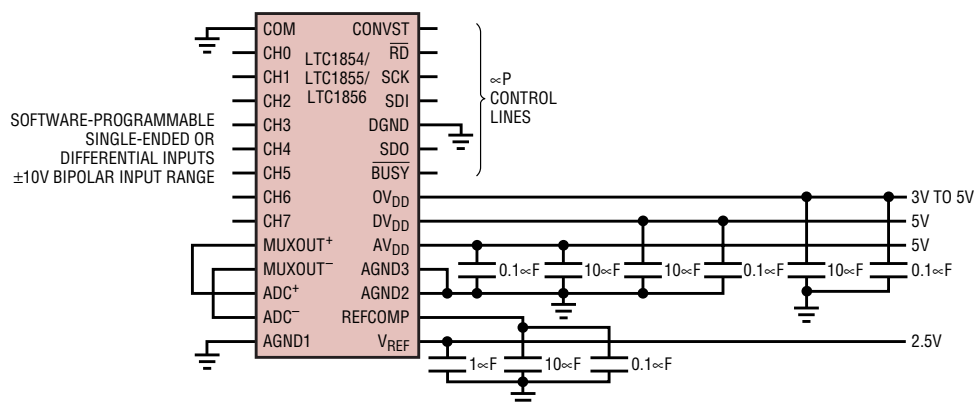 COM
CH0
CH1
CH2
CH3
CH4
CH5
CH6
CH7
MUXOUT+
MUXOUT−
ADC+
ADC−
AGND1
LTC1854/
LTC1855/
LTC1856
CONVST
RD
SCK
SDI
DGND
SDO
BUSY
OVDD
DVDD
AVDD
AGND3
AGND2
REFCOMP
VREF
SOFTWARE-PROGRAMMABLE
SINGLE-ENDED OR
DIFFERENTIAL INPUTS
±10V BIPOLAR INPUT RANGE
∝P
CONTROL
LINES
3V TO 5V
5V
5V
0.1∝F
10∝F
10∝F
0.1∝F
10∝F
0.1∝F
2.5V
1∝F
10∝F
0.1∝F